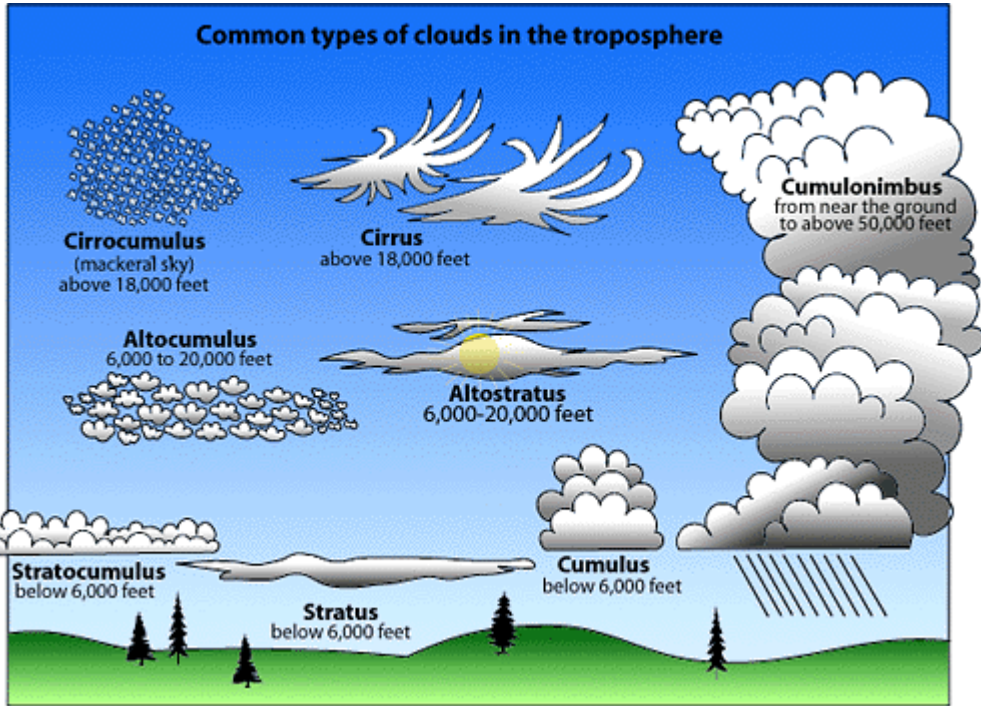 Common types of clouds in the troposphere
Cirrocumulus
(mackeral sky)
above 18,000 feet
Cirrus
above 18,000 feet
Cumulonimbus
from near the ground
to above 50,000 feet
Altocumulus
6,000 to 20,000 feet
Altostratus
6,000-20,000 feet
Stratocumulus
below 6,000 feet
Stratus
below 6,000 feet
Cumulus
below 6,000 feet